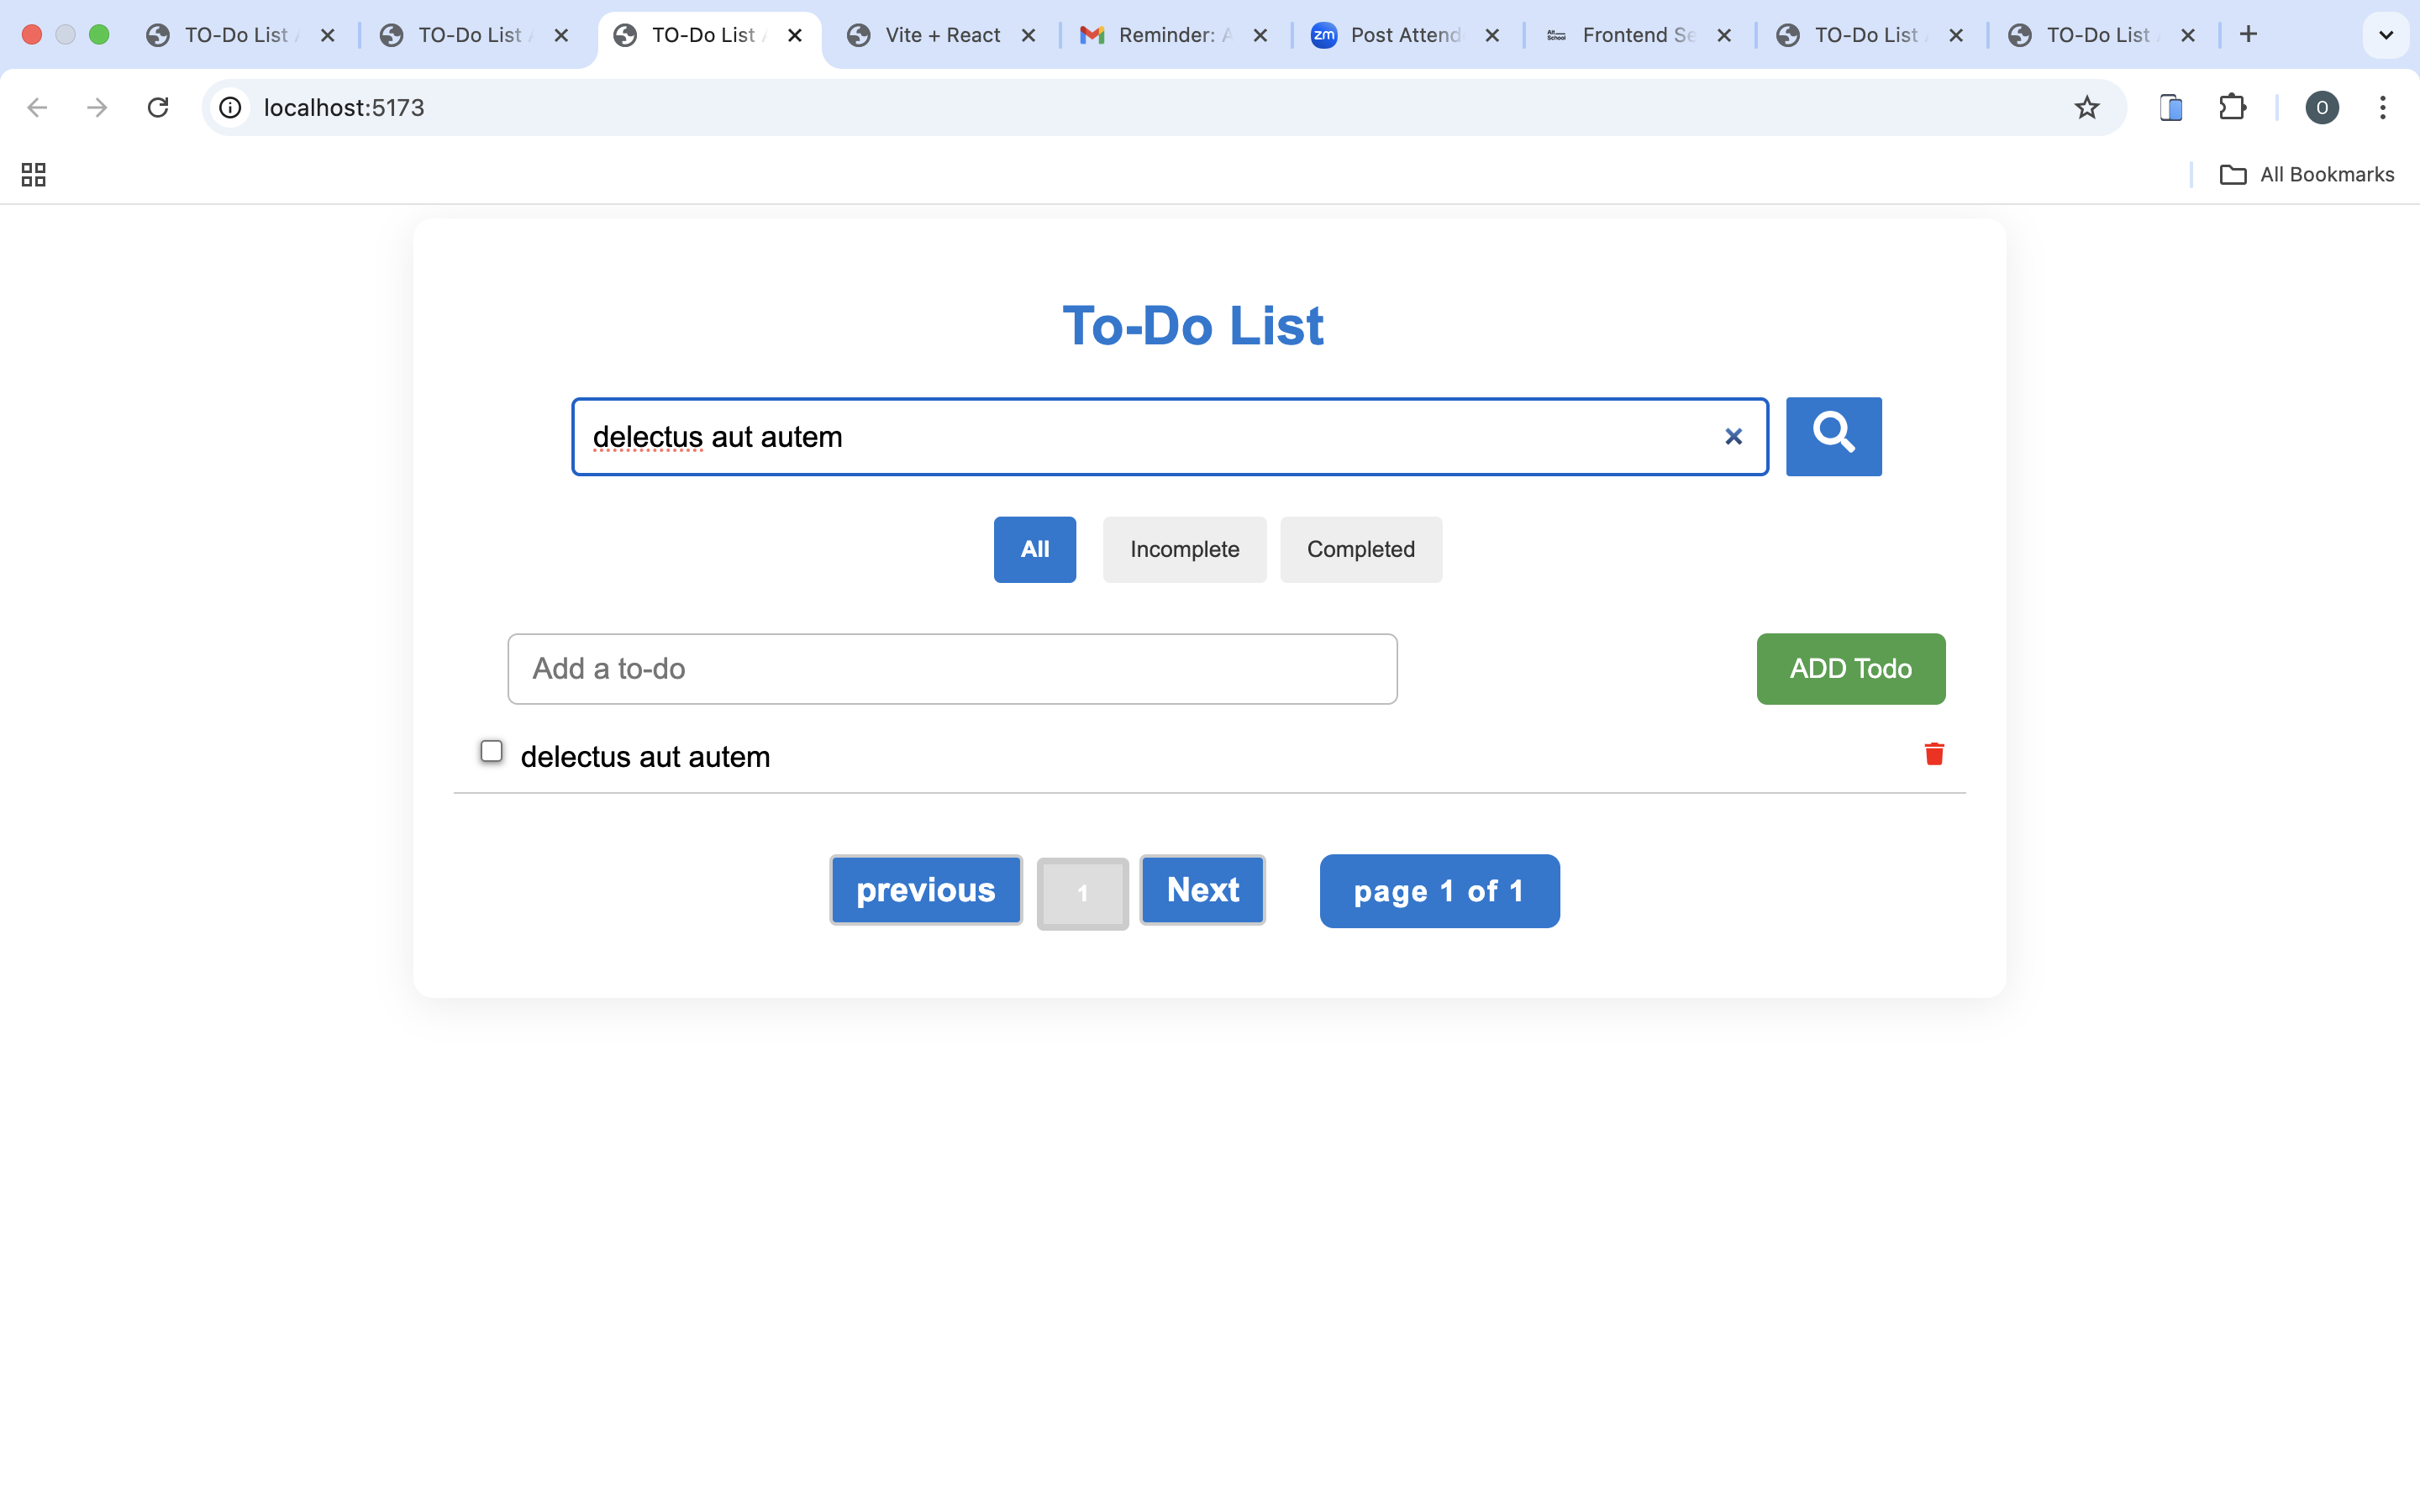 TO-Do List
TO-Do List
TO-Do List
Vite + React
Reminder:
Post Attend
Frontend Se
TO-Do List
TO-Do List
localhost:5173
O
All Bookmarks
To-Do List
delectus aut autem
All Incomplete Completed
Add a to-do ADD Todo
delectus aut autem
previous 1 Next page 1 of 1